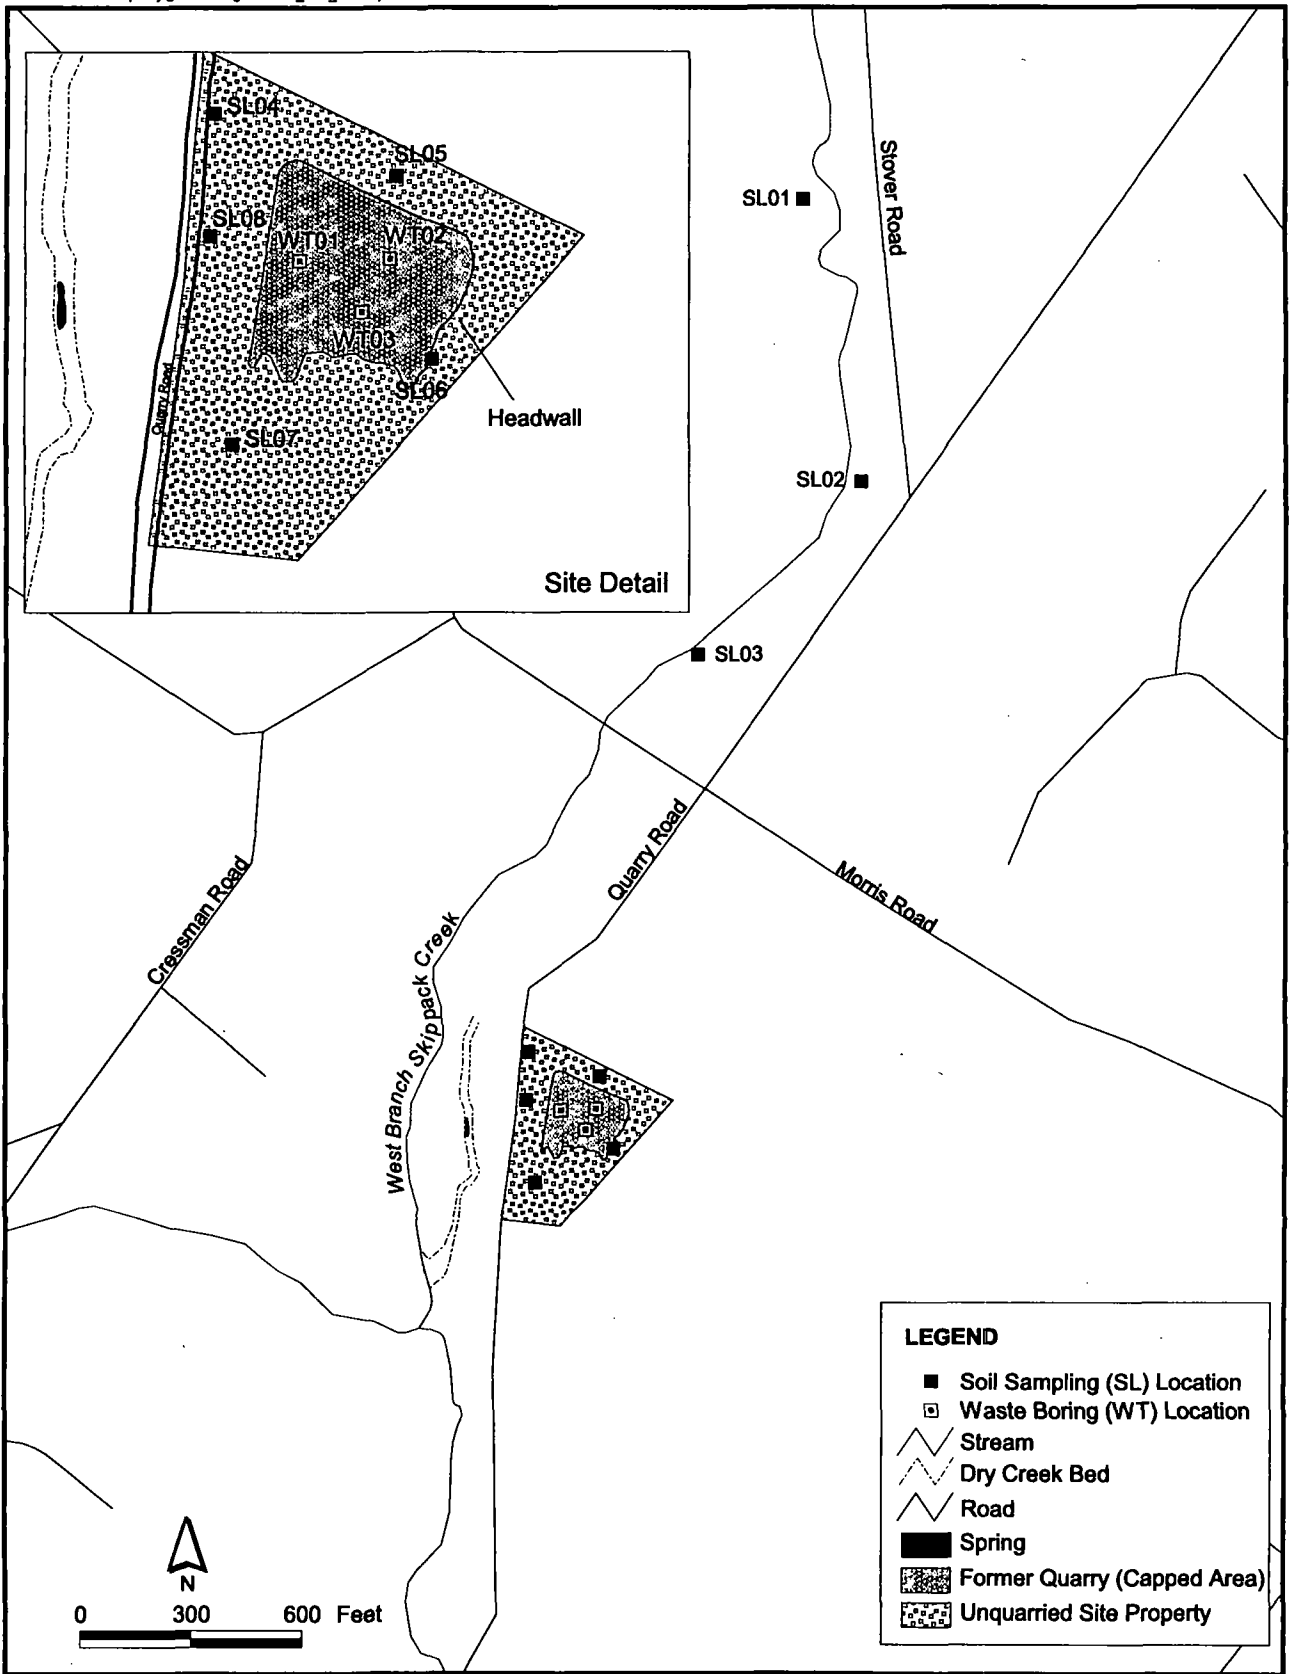 SL04
SL05
SL08
WT01
WT02
WT03
SL06
Headwall
Quarry Road
SL07
Site Detail
SL01
Stover Road
SL02
SL03
Quarry Road
Morris Road
Cressman Road
West Branch Skippack Creek
LEGEND
Soil Sampling (SL) Location
Waste Boring (WT) Location
Stream
Dry Creek Bed
Road
Spring
Former Quarry (Capped Area)
Unquarried Site Property
N
0 300 600 Feet